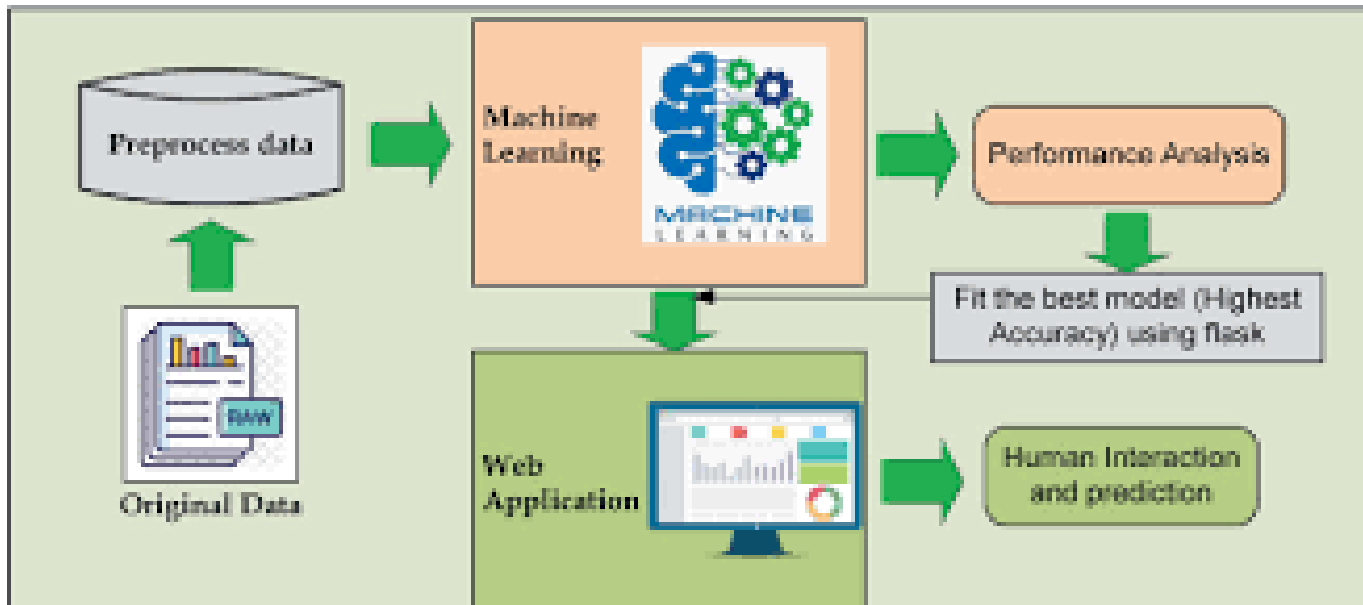 Preprocess data
Machine
Learning
MACHINE
LEARNING
Performance Analysis
Fit the best model (Highest
Accuracy) using flask
RAW
Original Data
Web
Application
Human Interaction
and prediction